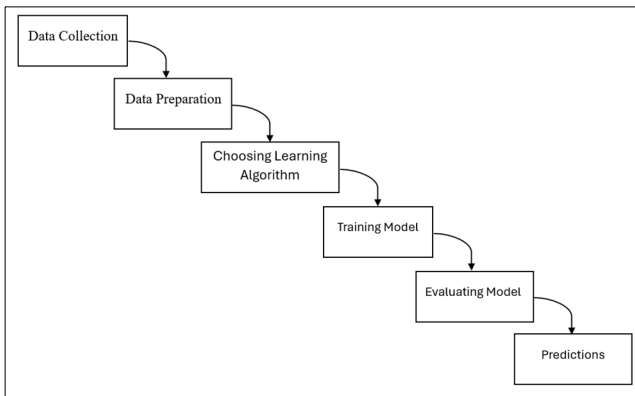 Data Collection
Data Preparation
Choosing Learning
Algorithm
Training Model
Evaluating Model
Predictions